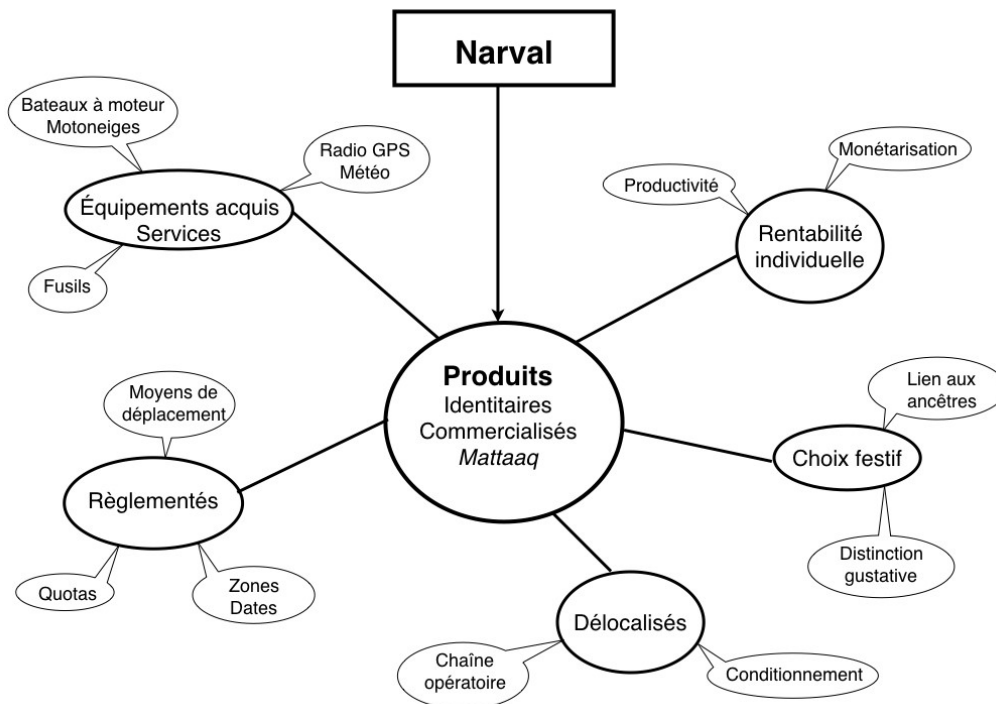 Narval
Bateaux à moteur
Motoneiges
Radio GPS
Météo
Équipements acquis
Services
Fusils
Monétarisation
Productivité
Rentabilité
individuelle
Produits
Identitaires
Commercialisés
Mattaaq
Moyens de
déplacement
Règlementés
Quotas
Zones
Dates
Lien aux
ancêtres
Choix festif
Distinction
gustative
Délocalisés
Chaîne
opératoire
Conditionnement